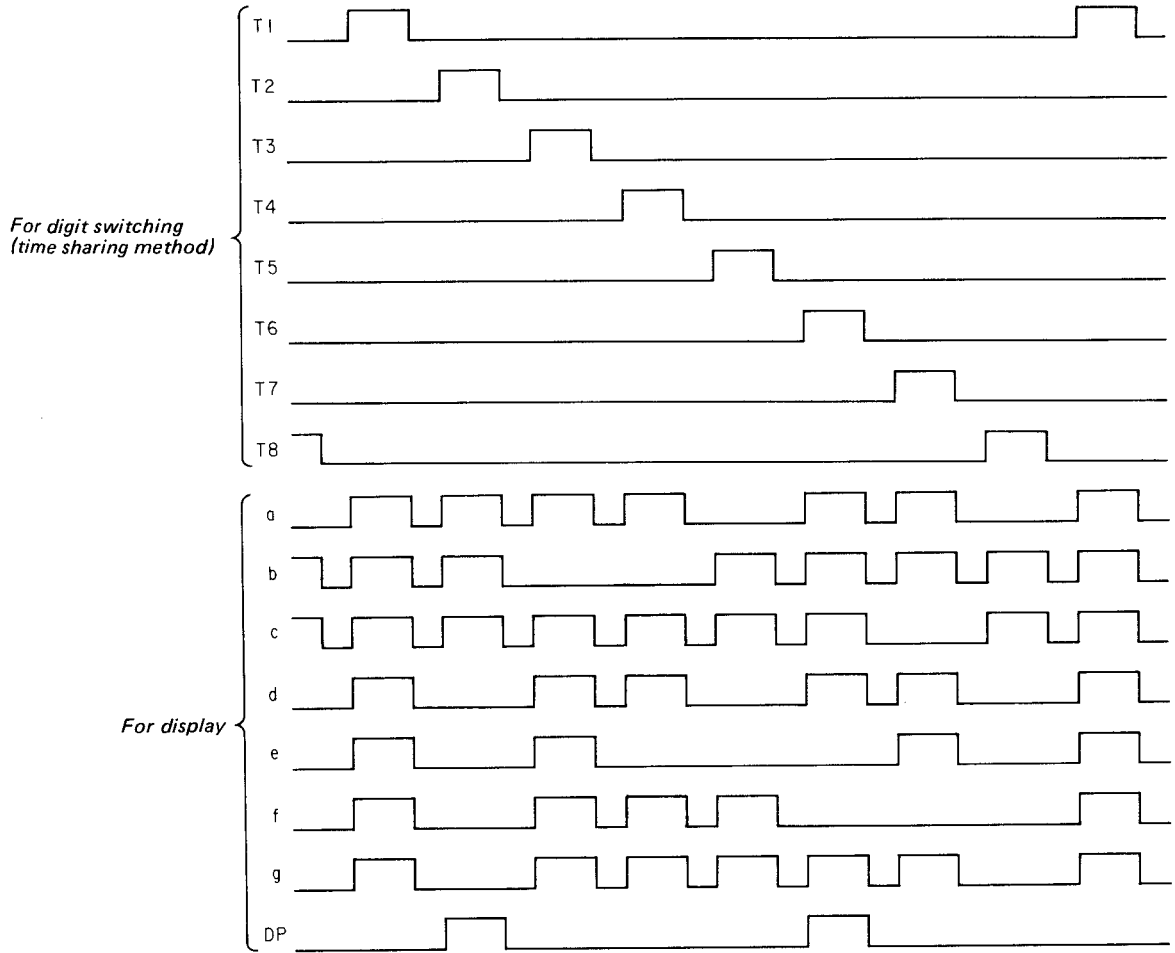 T1
T2
T3
T4
For digit switching
(time sharing method)
T5
T6
T7
T8
a
b
c
d
For display
e
f
g
DP